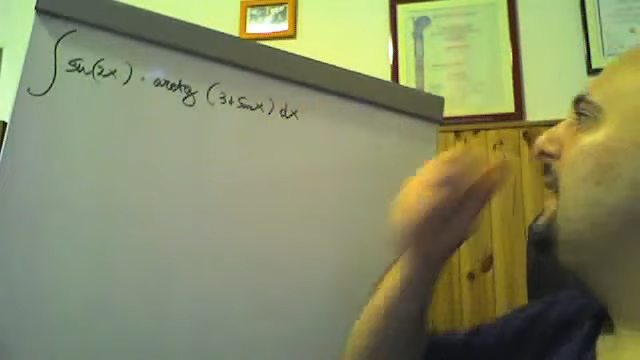 ∫ sin(2x) · arctg (3+sinx) dx